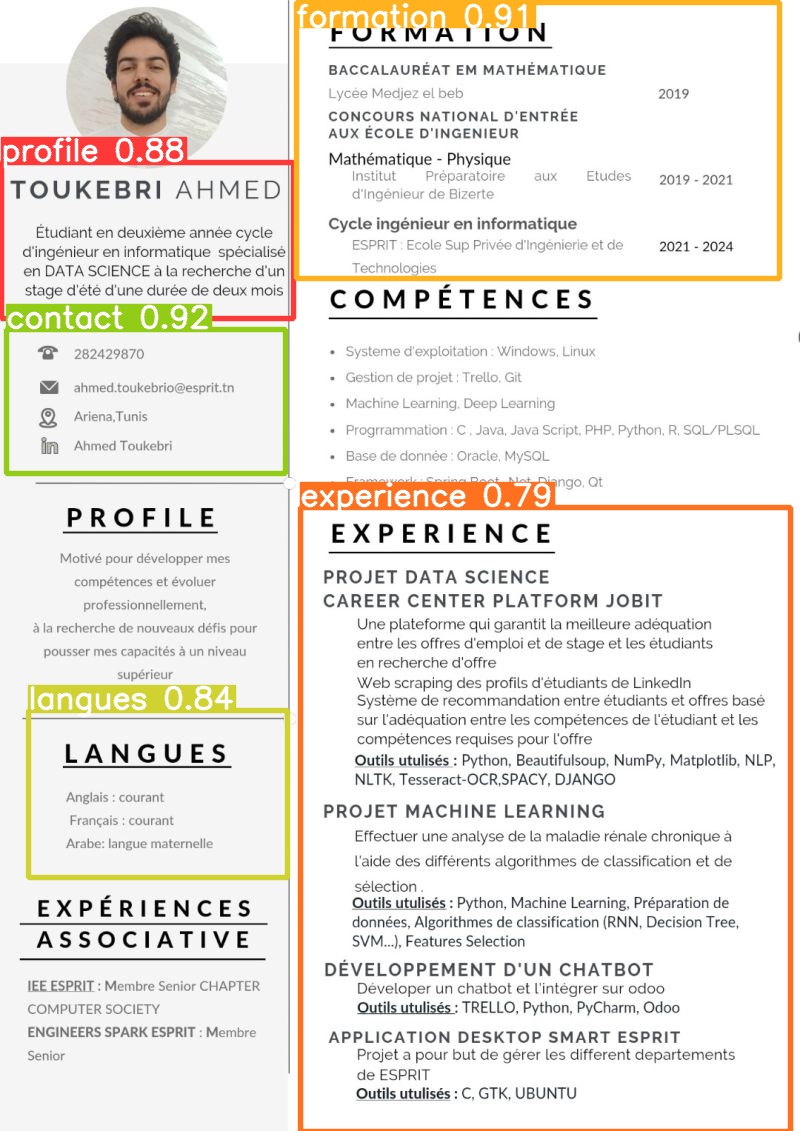 profile 0.88
TOUKEBRI AHMED
Étudiant en deuxième année cycle
d'ingénieur en informatique spécialisé
en DATA SCIENCE à la recherche d'un
stage d'été d'une durée de deux mois
contact 0.92
282429870
ahmed.toukebrio@esprit.tn
Ariena,Tunis
in Ahmed Toukebri
PROFILE
Motivé pour développer mes
compétences et évoluer
professionnellement,
à la recherche de nouveaux défis pour
pousser mes capacités à un niveau
supérieur
langues 0.84
LANGUES
Anglais : courant
Français : courant
Arabe: langue maternelle
EXPÉRIENCES
ASSOCIATIVE
IEE ESPRIT : Membre Senior CHAPTER
COMPUTER SOCIETY
ENGINEERS SPARK ESPRIT : Membre
Senior
formation 0.91
FORMATION
BACCALAURÉAT EM MATHÉMATIQUE
Lycée Medjez el beb 2019
CONCOURS NATIONAL D'ENTRÉE
AUX ÉCOLE D'INGENIEUR
Mathématique - Physique
Institut Préparatoire aux Etudes
d'Ingénieur de Bizerte 2019 - 2021
Cycle ingénieur en informatique
ESPRIT : Ecole Sup Privée d'Ingénierie et de 2021 - 2024
Technologies
COMPÉTENCES
• Systeme d'exploitation : Windows, Linux
• Gestion de projet : Trello, Git
• Machine Learning, Deep Learning
• Progrrammation : C , Java, Java Script, PHP, Python, R, SQL/PLSQL
• Base de donnée : Oracle, MySQL
• Framework : Spring Boot, .Net, Django, Qt
experience 0.79
EXPERIENCE
PROJET DATA SCIENCE
CAREER CENTER PLATFORM JOBIT
Une plateforme qui garantit la meilleure adéquation
entre les offres d'emploi et de stage et les étudiants
en recherche d'offre
Web scraping des profils d'étudiants de LinkedIn
Système de recommandation entre étudiants et offres basé
sur l'adéquation entre les compétences de l'étudiant et les
compétences requises pour l'offre
Outils utulisés : Python, Beautifulsoup, NumPy, Matplotlib, NLP,
NLTK, Tesseract-OCR,SPACY, DJANGO
PROJET MACHINE LEARNING
Effectuer une analyse de la maladie rénale chronique à
l'aide des différents algorithmes de classification et de
sélection .
Outils utulisés : Python, Machine Learning, Préparation de
données, Algorithmes de classification (RNN, Decision Tree,
SVM...), Features Selection
DÉVELOPPEMENT D'UN CHATBOT
Déveloper un chatbot et l'intégrer sur odoo
Outils utulisés : TRELLO, Python, PyCharm, Odoo
APPLICATION DESKTOP SMART ESPRIT
Projet a pour but de gérer les different departements
de ESPRIT
Outils utulisés : C, GTK, UBUNTU